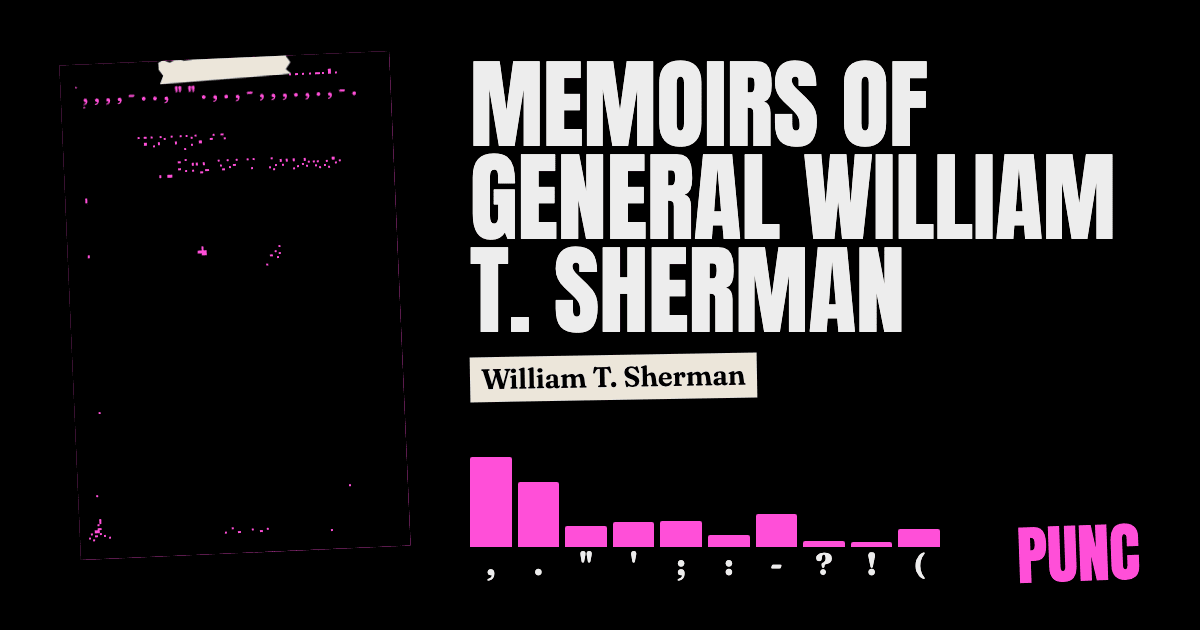 ,,,,-..,"".,.,-,,.,.,.,-.
MEMOIRS OF
GENERAL WILLIAM
T. SHERMAN
William T. Sherman
, . " ' ; : - ? ! (
PUNC